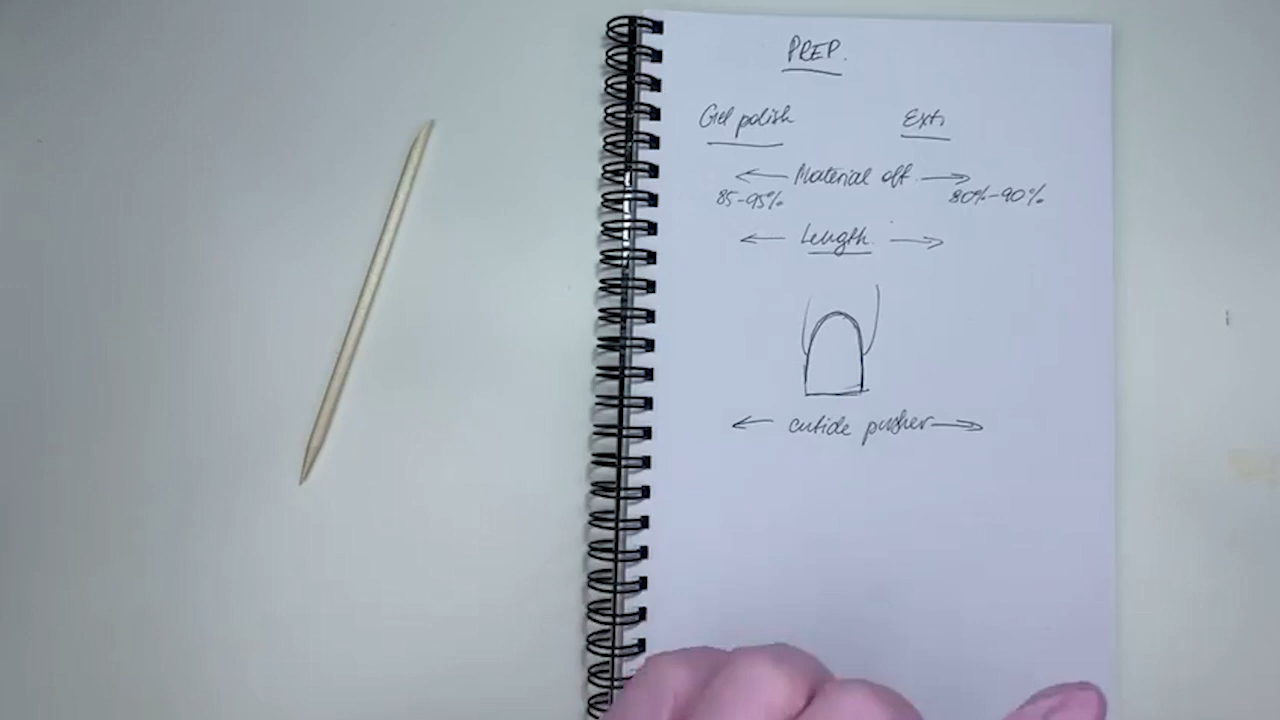 PREP.
Gel polish Ext.
← Material off →
85-95% 80%-90%
← Length. →
← cuticle pusher →